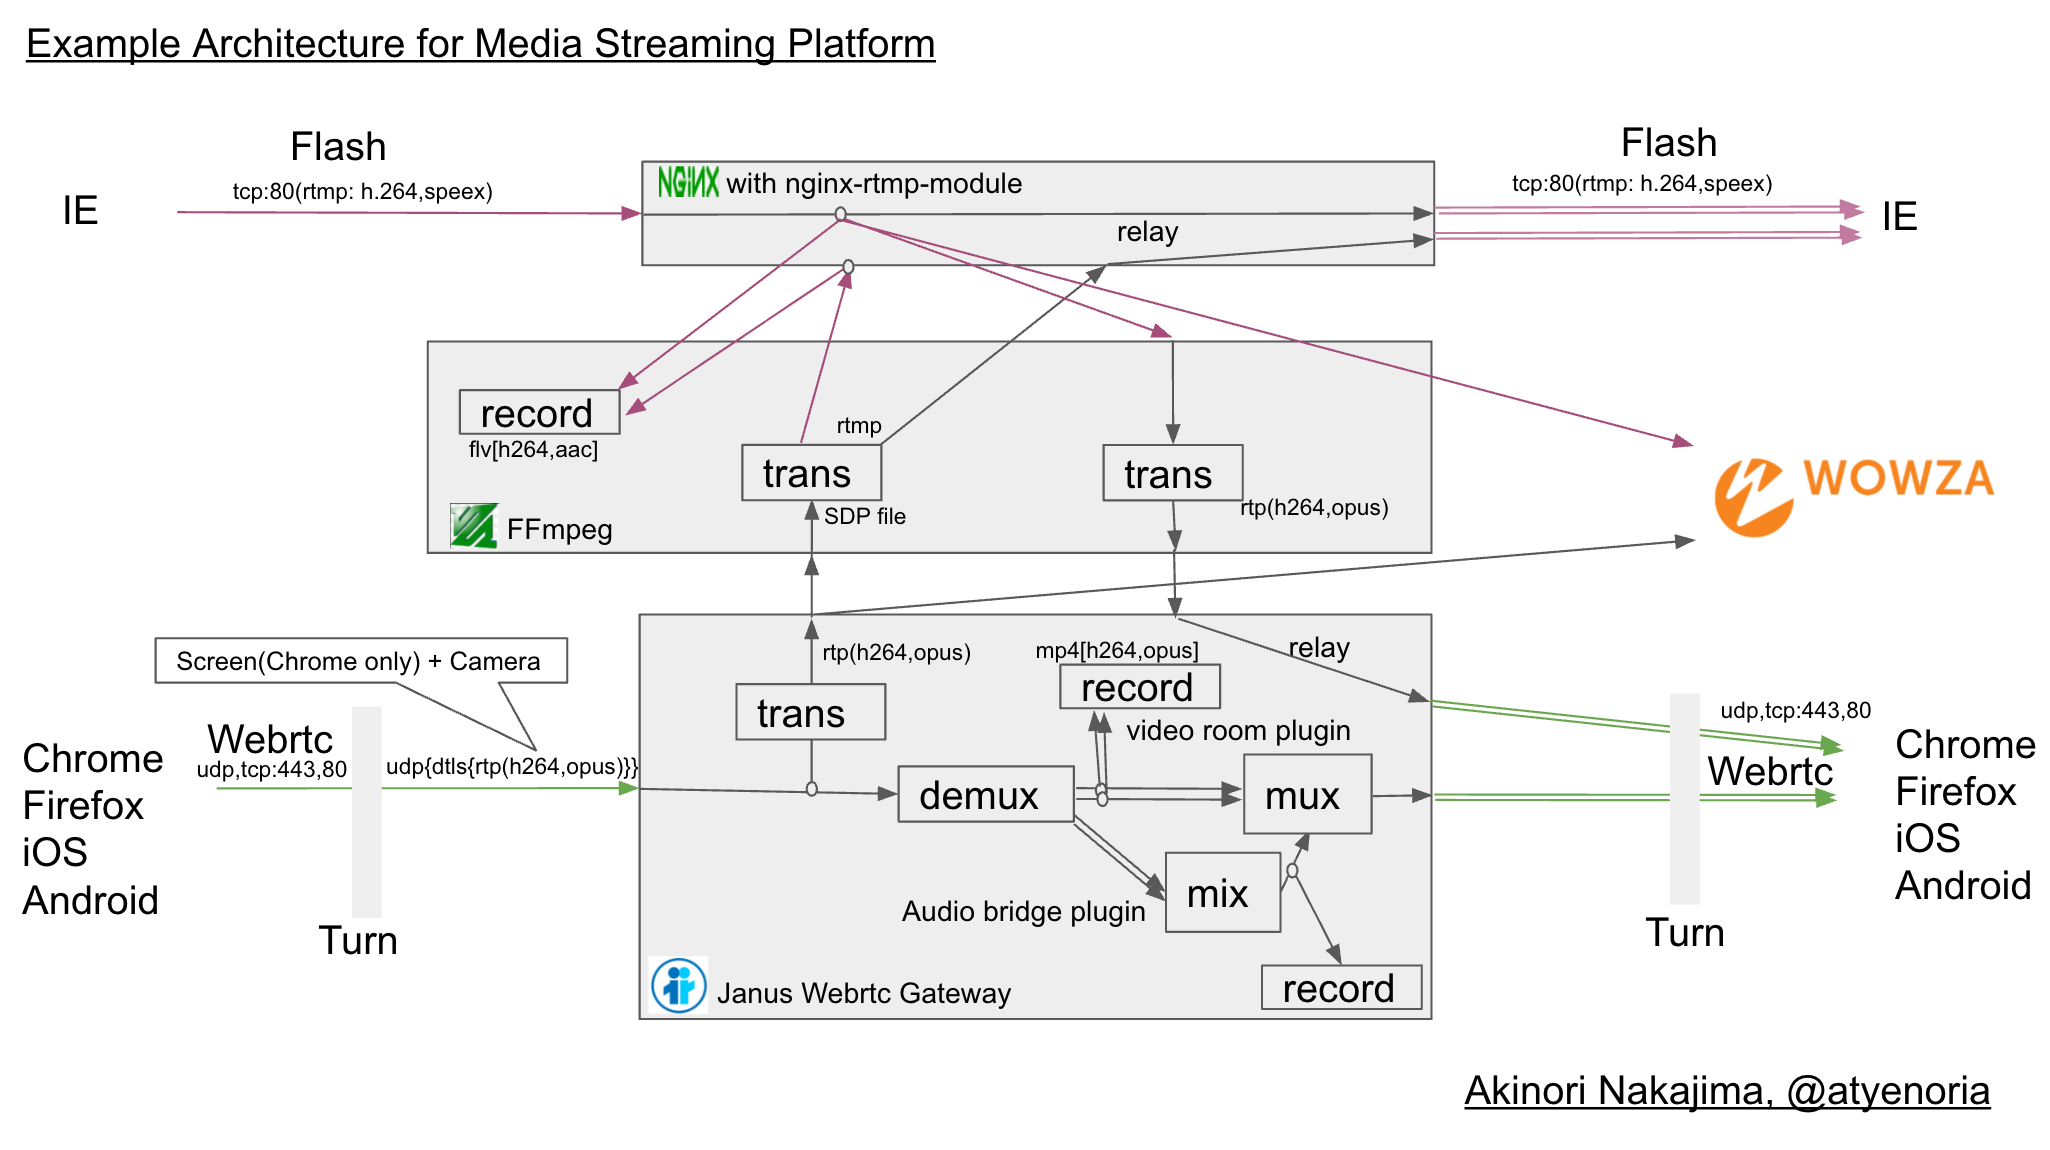 Example Architecture for Media Streaming Platform
Flash
tcp:80(rtmp: h.264,speex)
IE
NGiNX with nginx-rtmp-module
relay
Flash
tcp:80(rtmp: h.264,speex)
IE
record
flv[h264,aac]
rtmp
trans
SDP file
trans
rtp(h264,opus)
FFmpeg
WOWZA
Screen(Chrome only) + Camera
Webrtc
udp,tcp:443,80
udp{dtls{rtp(h264,opus)}}
Chrome
Firefox
iOS
Android
Turn
rtp(h264,opus)
trans
mp4[h264,opus]
record
relay
video room plugin
demux
mux
mix
Audio bridge plugin
record
Janus Webrtc Gateway
udp,tcp:443,80
Webrtc
Chrome
Firefox
iOS
Android
Turn
Akinori Nakajima, @atyenoria